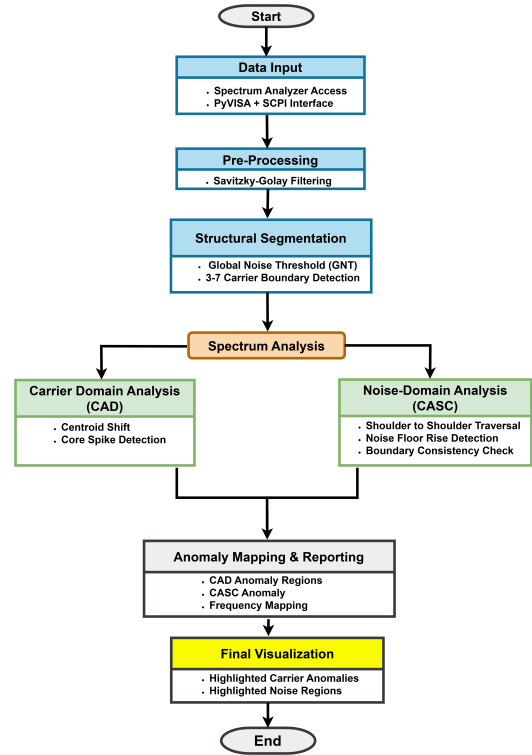 Start
Data Input
• Spectrum Analyzer Access
• PyVISA + SCPI Interface
Pre-Processing
• Savitzky-Golay Filtering
Structural Segmentation
• Global Noise Threshold (GNT)
• 3-7 Carrier Boundary Detection
Spectrum Analysis
Carrier Domain Analysis
(CAD)
• Centroid Shift
• Core Spike Detection
Noise-Domain Analysis
(CASC)
• Shoulder to Shoulder Traversal
• Noise Floor Rise Detection
• Boundary Consistency Check
Anomaly Mapping & Reporting
• CAD Anomaly Regions
• CASC Anomaly
• Frequency Mapping
Final Visualization
• Highlighted Carrier Anomalies
• Highlighted Noise Regions
End